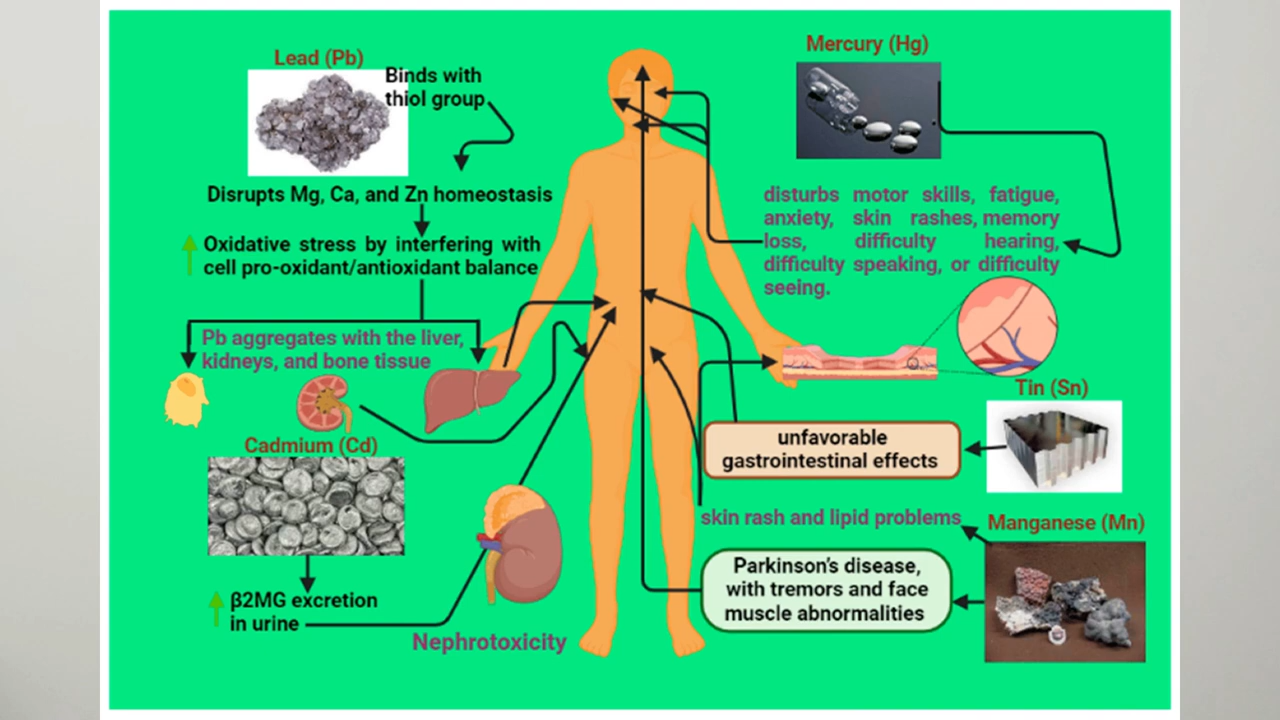 Lead (Pb)
Binds with
thiol group
Disrupts Mg, Ca, and Zn homeostasis
Oxidative stress by interfering with
cell pro-oxidant/antioxidant balance
Pb aggregates with the liver,
kidneys, and bone tissue
Cadmium (Cd)
β2MG excretion
in urine
Nephrotoxicity
Mercury (Hg)
disturbs motor skills, fatigue,
anxiety, skin rashes, memory
loss, difficulty hearing,
difficulty speaking, or difficulty
seeing.
Tin (Sn)
unfavorable
gastrointestinal effects
skin rash and lipid problems
Manganese (Mn)
Parkinson's disease,
with tremors and face
muscle abnormalities